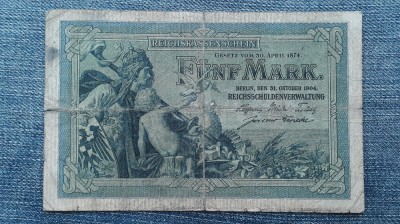 REICHSKASSENSCHEIN
GESETZ VOM 30. APRIL 1874
FÜNF MARK.
BERLIN, DEN 31. OKTOBER 1904.
REICHSSCHULDENVERWALTUNG